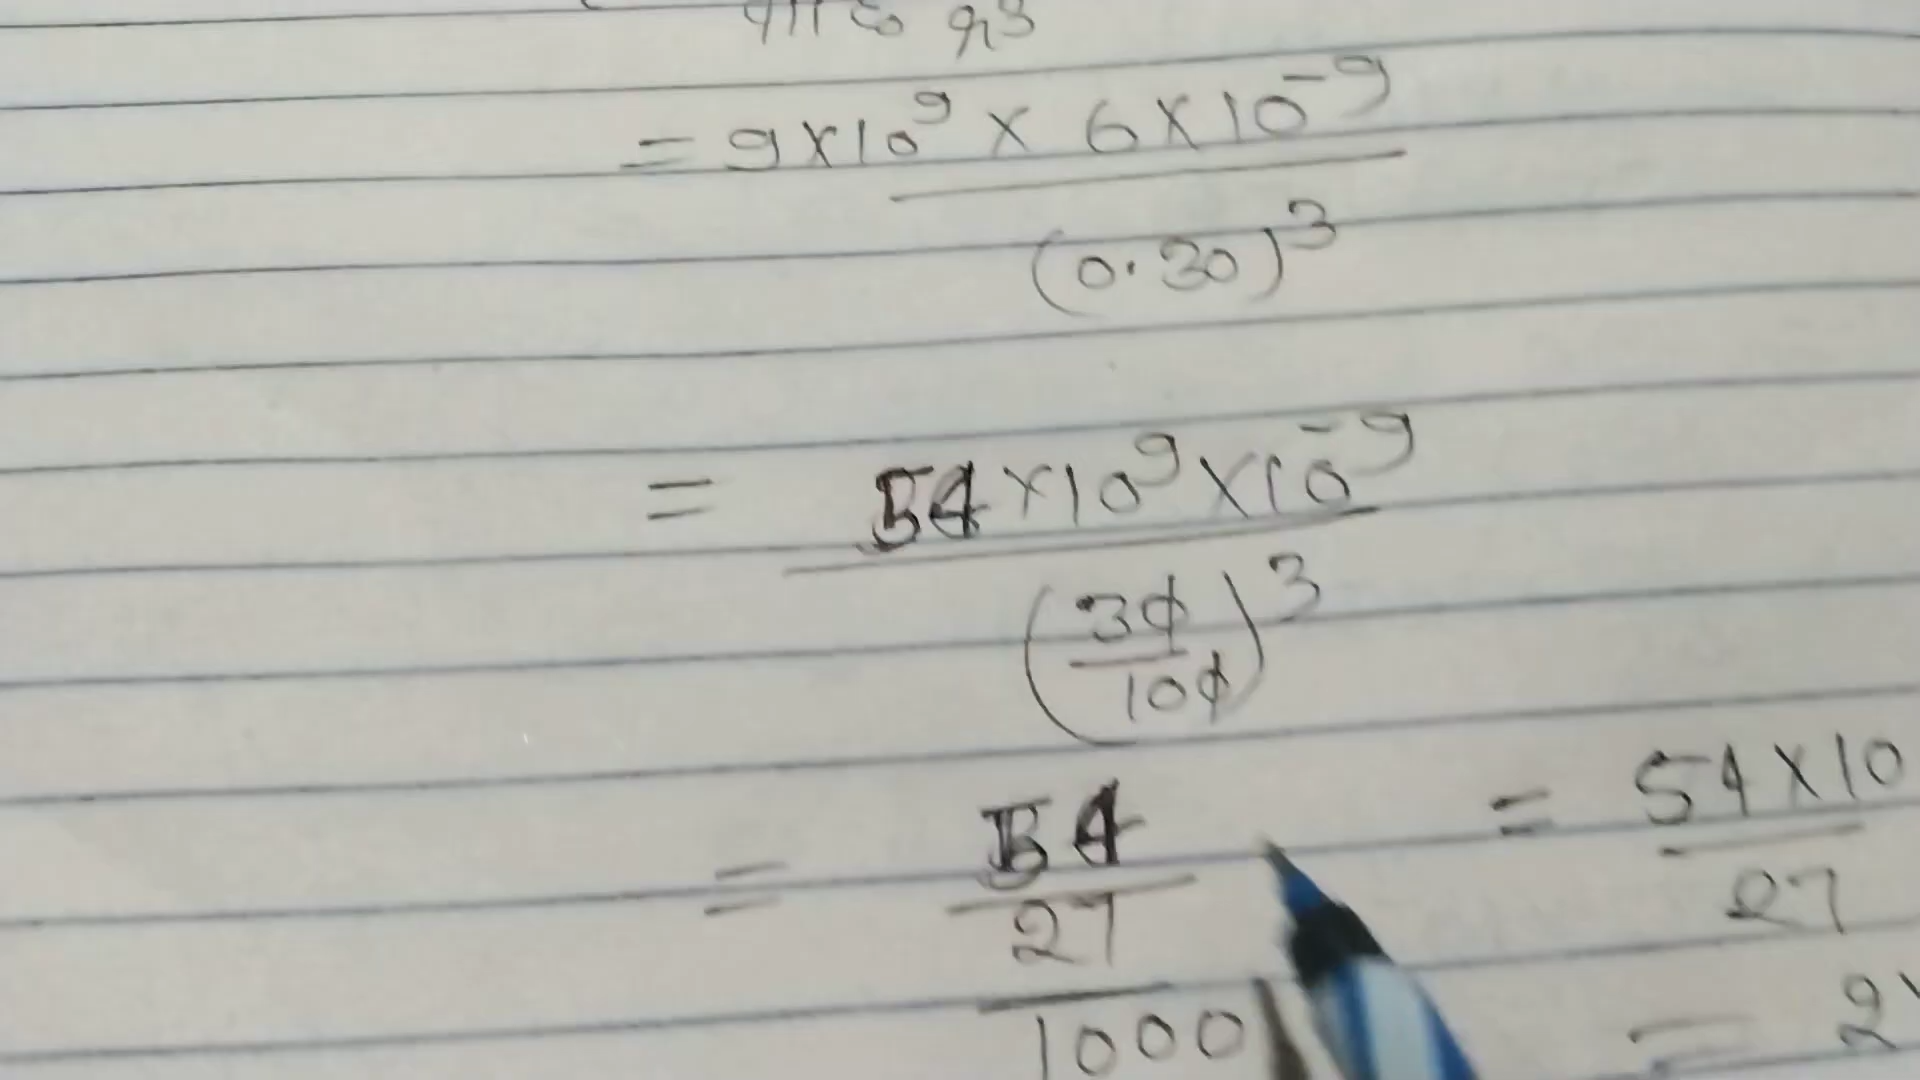 = 9×10⁹ × 6×10⁻⁹
(0.30)³
= 54×10⁹×10⁻⁹
(30/100)³
= 54 = 54×10
27 27
1000 = 2